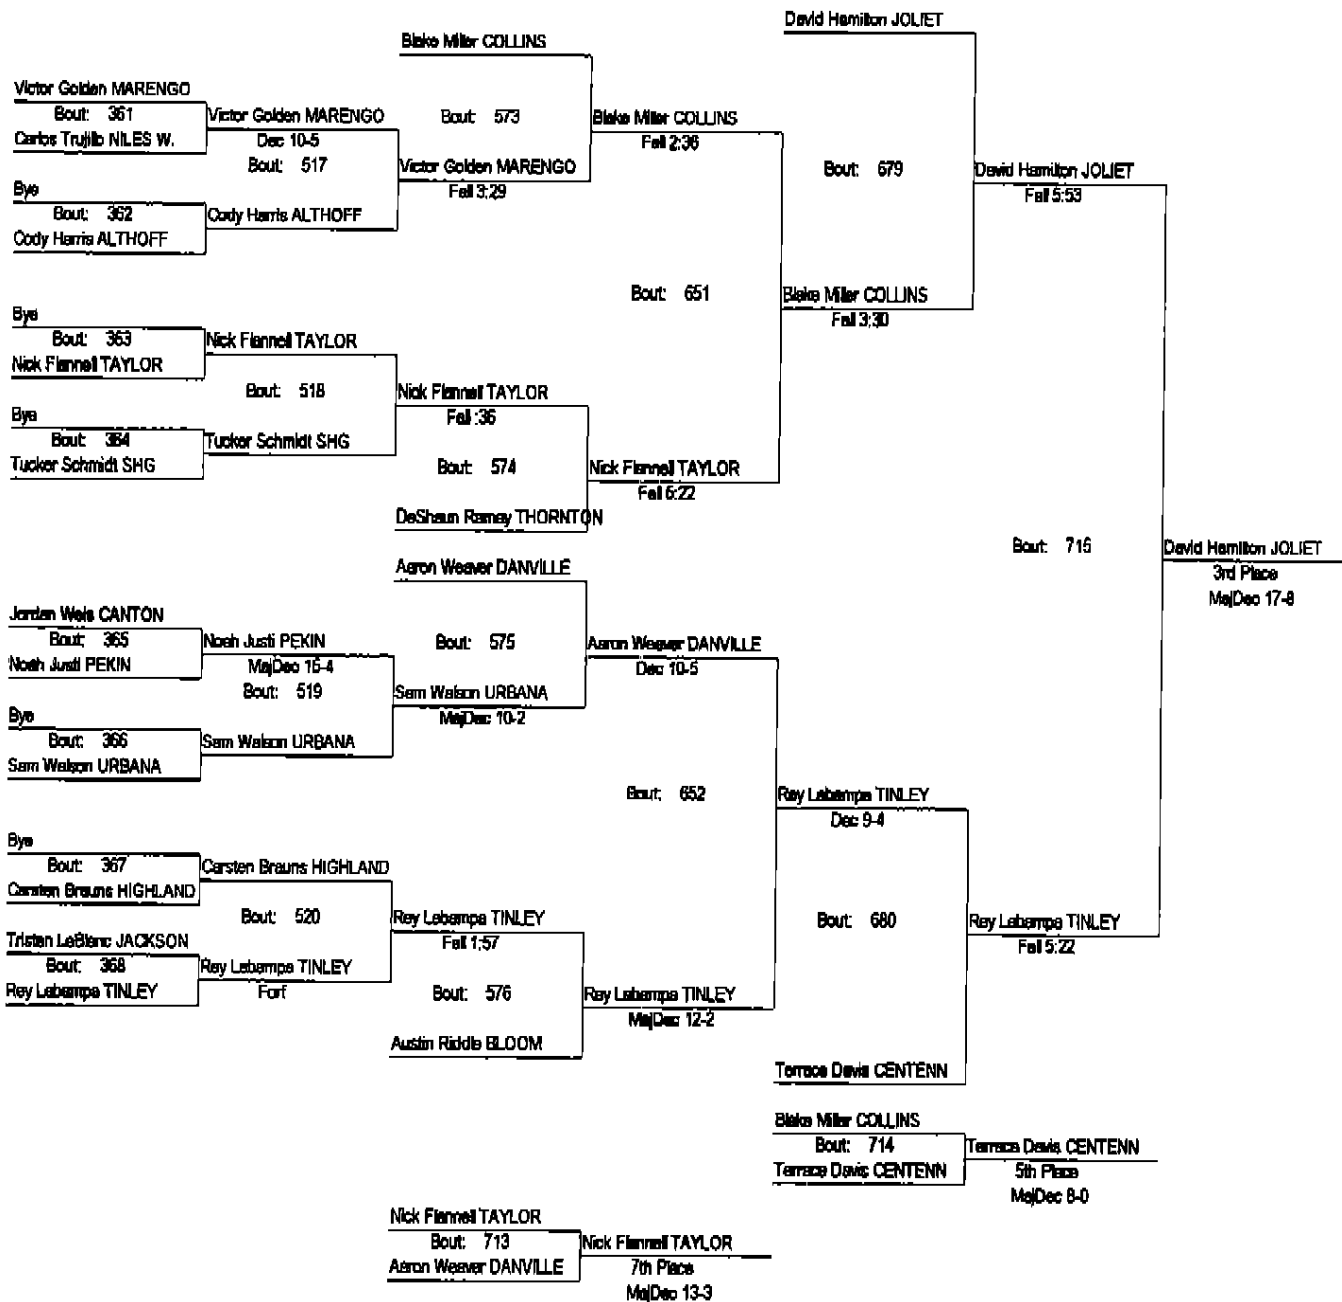 David Hamilton JOLIET
Blake Miller COLLINS
Victor Golden MARENGO
Bout: 361
Victor Golden MARENGO
Bout: 573
Blake Miller COLLINS
Carlos Trujillo NILES W.
Dec 10-5
Fall 2:36
Bout: 517
Victor Golden MARENGO
Bout: 679
David Hamilton JOLIET
Bye
Fall 3:29
Fall 5:53
Bout: 362
Cody Harris ALTHOFF
Cody Harris ALTHOFF
Bout: 651
Blake Miller COLLINS
Bye
Fall 3:30
Bout: 363
Nick Flannell TAYLOR
Nick Flannell TAYLOR
Bout: 518
Nick Flannell TAYLOR
Bye
Fall :36
Bout: 364
Tucker Schmidt SHG
Tucker Schmidt SHG
Bout: 574
Nick Flannell TAYLOR
Fall 5:22
DeShaun Ramey THORNTON
Bout: 715
David Hamilton JOLIET
Aaron Weaver DANVILLE
3rd Place
MajDec 17-8
Jordan Weis CANTON
Bout: 365
Noah Justi PEKIN
Bout: 575
Aaron Weaver DANVILLE
Noah Justi PEKIN
MajDec 15-4
Dec 10-5
Bout: 519
Sam Watson URBANA
Bye
MajDec 10-2
Bout: 366
Sam Watson URBANA
Sam Watson URBANA
Bout: 652
Ray Labampa TINLEY
Dec 9-4
Bye
Bout: 367
Carsten Brauns HIGHLAND
Carsten Brauns HIGHLAND
Bout: 520
Ray Labampa TINLEY
Bout: 680
Ray Labampa TINLEY
Tristan LeBlanc JACKSON
Fall 1:57
Fall 5:22
Bout: 368
Ray Labampa TINLEY
Ray Labampa TINLEY
Forf
Bout: 576
Ray Labampa TINLEY
MajDec 12-2
Austin Riddle BLOOM
Terrace Davis CENTENN
Blake Miller COLLINS
Bout: 714
Terrace Davis CENTENN
Terrace Davis CENTENN
5th Place
MajDec 8-0
Nick Flannell TAYLOR
Bout: 713
Nick Flannell TAYLOR
Aaron Weaver DANVILLE
7th Place
MajDec 13-3